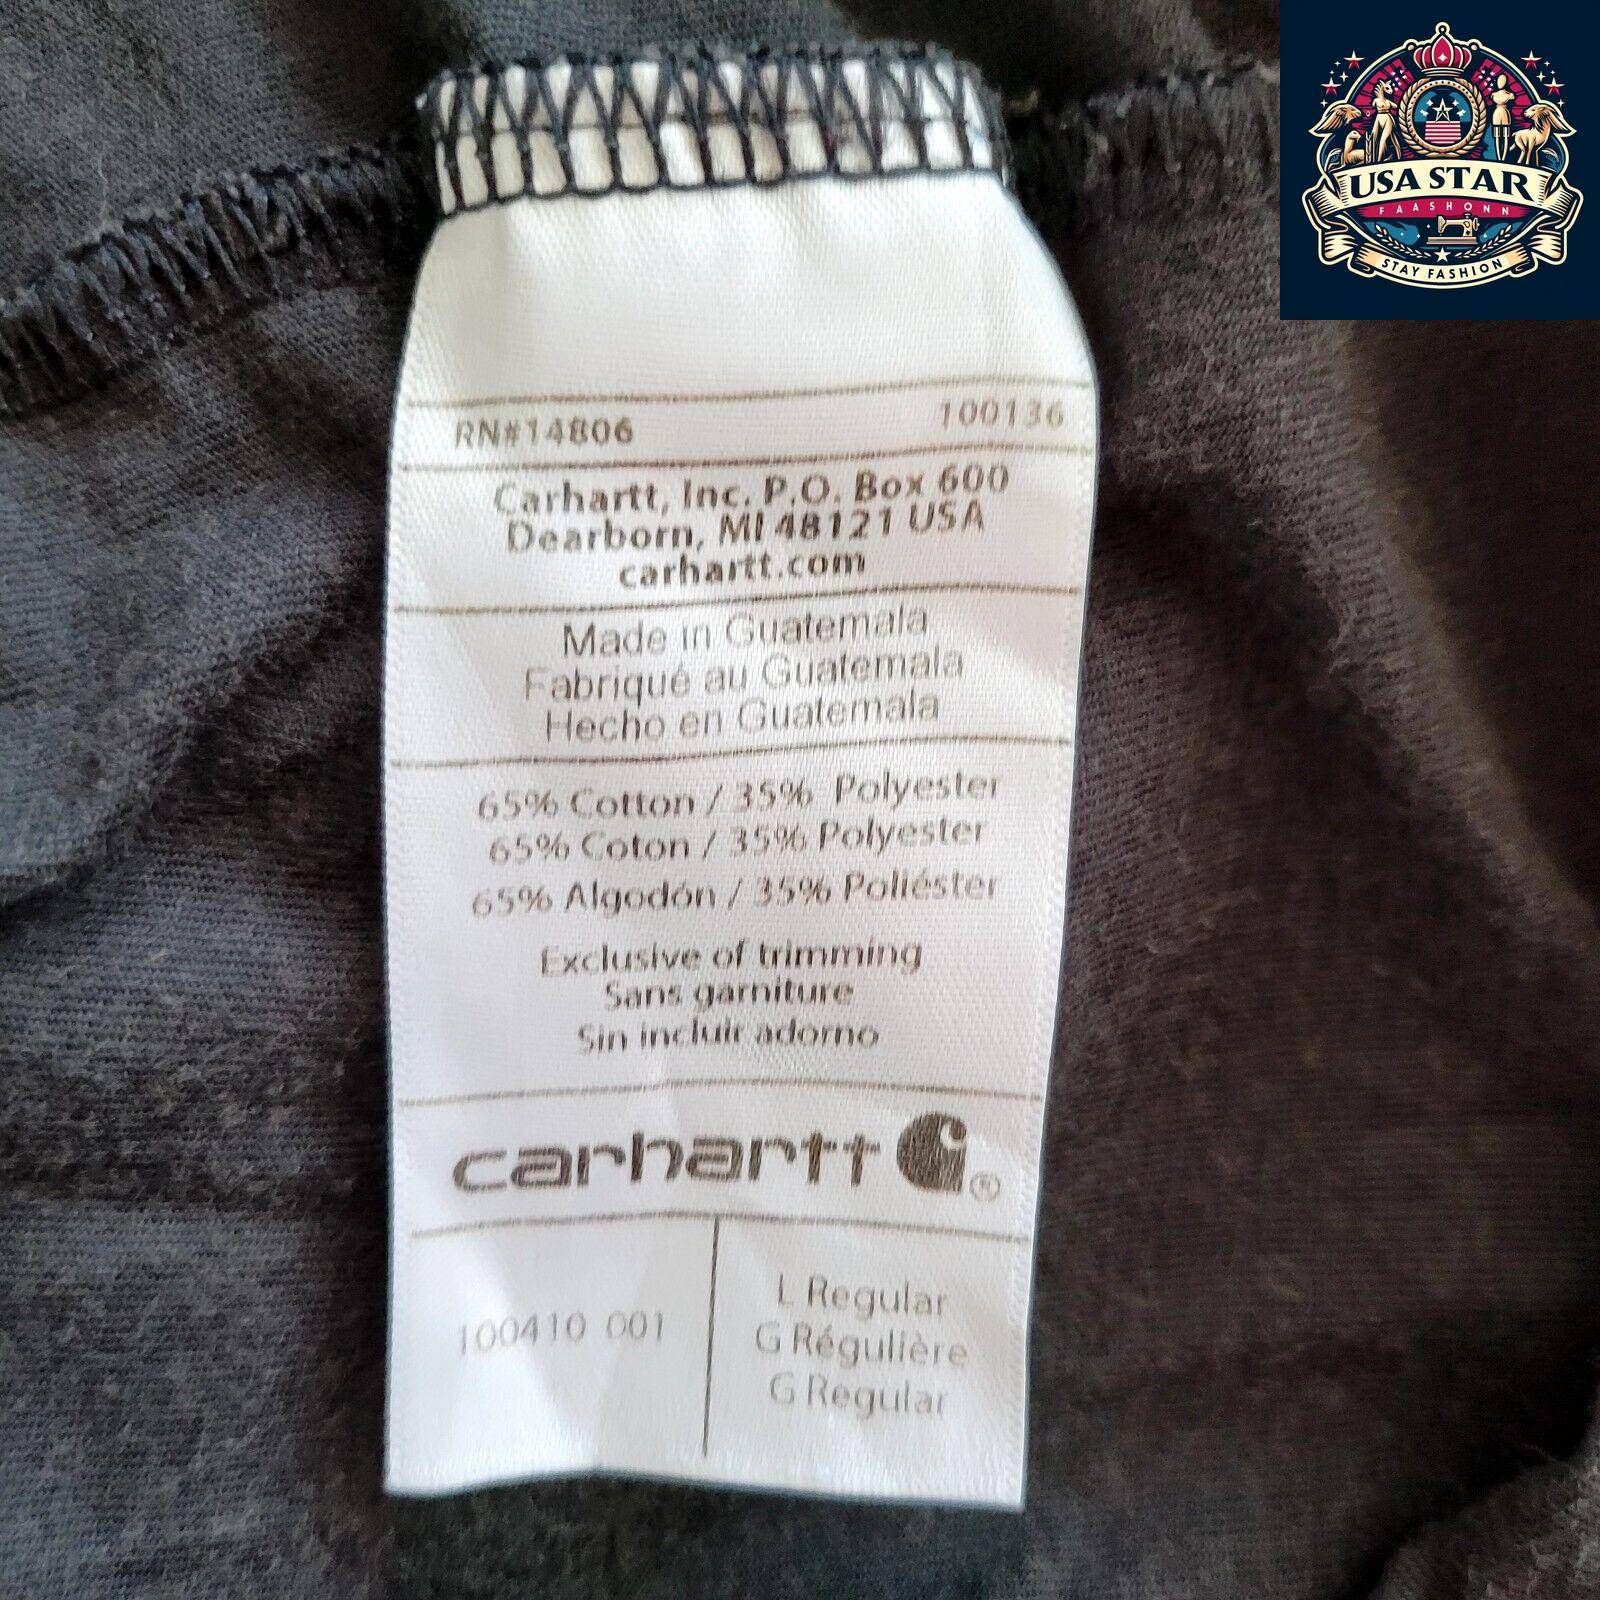 USA STAR
FAASHONN
STAY FASHION
RN#14806 100136
Carhartt, Inc. P.O. Box 600
Dearborn, MI 48121 USA
carhartt.com
Made in Guatemala
Fabriqué au Guatemala
Hecho en Guatemala
65% Cotton / 35% Polyester
65% Coton / 35% Polyester
65% Algodón / 35% Poliéster
Exclusive of trimming
Sans garniture
Sin incluir adorno
carhartt ®
100410 001
L Regular
G Régulière
G Regular